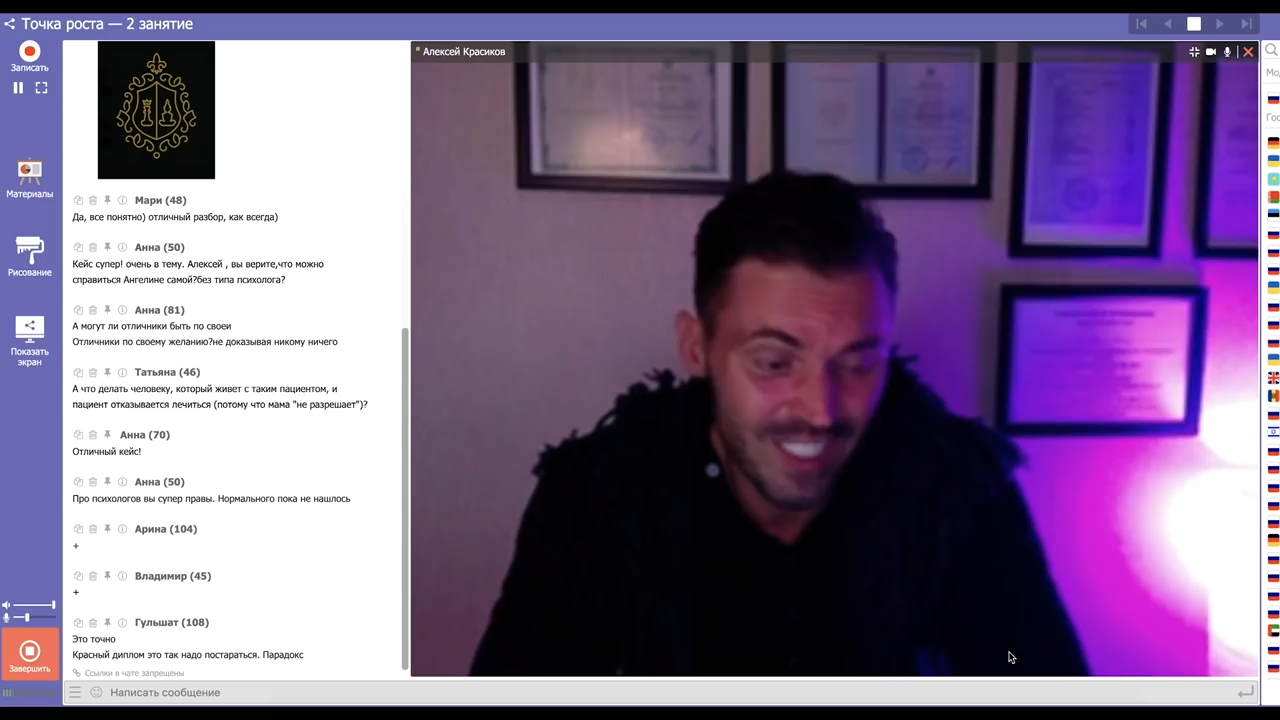 Точка роста — 2 занятие
Записать
Материалы
Рисование
Показать
экран
Завершить
Мари (48)
Да, все понятно) отличный разбор, как всегда)
Анна (50)
Кейс супер! очень в тему. Алексей , вы верите,что можно
справиться Ангелине самой?без типа психолога?
Анна (81)
А могут ли отличники быть по своеи
Отличники по своему желанию?не доказывая никому ничего
Татьяна (46)
А что делать человеку, который живет с таким пациентом, и
пациент отказывается лечиться (потому что мама "не разрешает")?
Анна (70)
Отличный кейс!
Анна (50)
Про психологов вы супер правы. Нормального пока не нашлось
Арина (104)
+
Владимир (45)
+
Гульшат (108)
Это точно
Красный диплом это так надо постараться. Парадокс
Ссылки в чате запрещены
Написать сообщение
Алексей Красиков
Мо
Гос